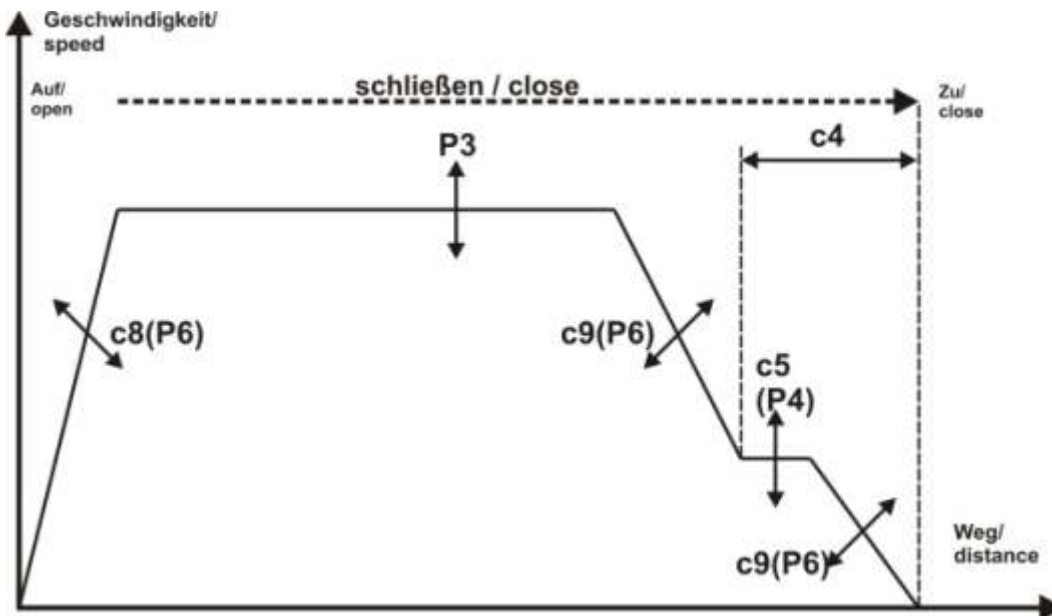 Geschwindigkeit/
speed
Auf/
open
schließen / close
Zu/
close
c4
P3
c8(P6)
c9(P6)
c5
(P4)
c9(P6)
Weg/
distance